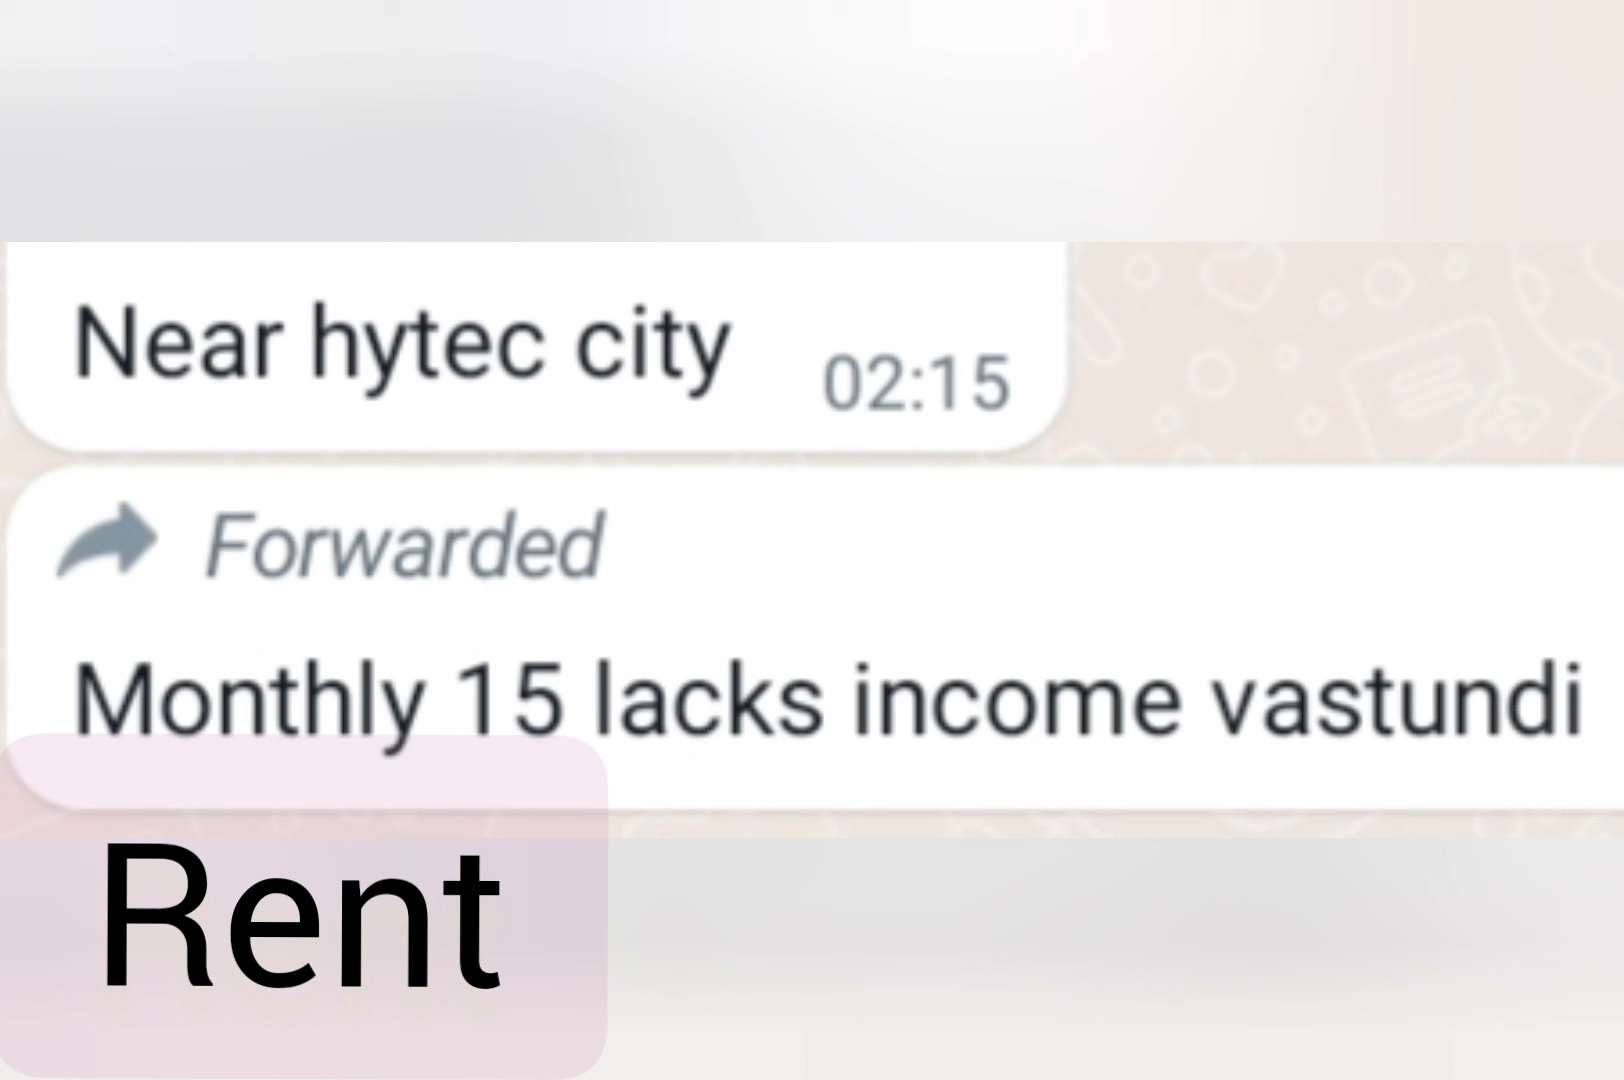 Near hytec city
02:15
Forwarded
Monthly 15 lacks income vastundi
Rent